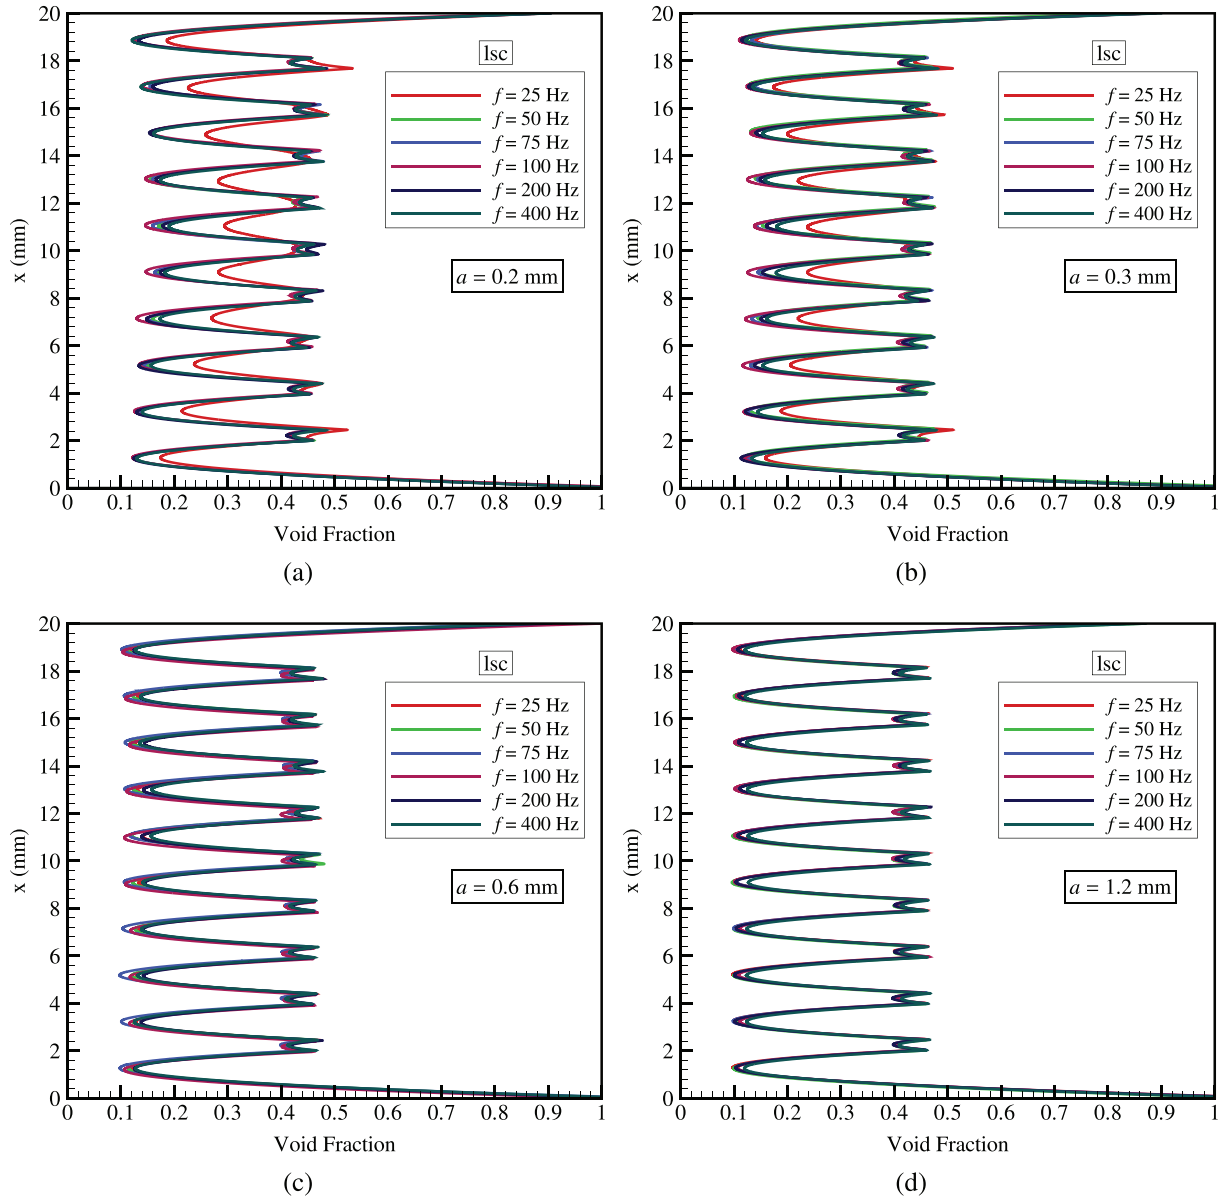 20
18
16
14
12
10
8
6
4
2
0
x (mm)
lsc
f = 25 Hz
f = 50 Hz
f = 75 Hz
f = 100 Hz
f = 200 Hz
f = 400 Hz
a = 0.2 mm
0 0.1 0.2 0.3 0.4 0.5 0.6 0.7 0.8 0.9 1
Void Fraction
(a)
20
18
16
14
12
10
8
6
4
2
0
x (mm)
lsc
f = 25 Hz
f = 50 Hz
f = 75 Hz
f = 100 Hz
f = 200 Hz
f = 400 Hz
a = 0.3 mm
0 0.1 0.2 0.3 0.4 0.5 0.6 0.7 0.8 0.9 1
Void Fraction
(b)
20
18
16
14
12
10
8
6
4
2
0
x (mm)
lsc
f = 25 Hz
f = 50 Hz
f = 75 Hz
f = 100 Hz
f = 200 Hz
f = 400 Hz
a = 0.6 mm
0 0.1 0.2 0.3 0.4 0.5 0.6 0.7 0.8 0.9 1
Void Fraction
(c)
20
18
16
14
12
10
8
6
4
2
0
x (mm)
lsc
f = 25 Hz
f = 50 Hz
f = 75 Hz
f = 100 Hz
f = 200 Hz
f = 400 Hz
a = 1.2 mm
0 0.1 0.2 0.3 0.4 0.5 0.6 0.7 0.8 0.9 1
Void Fraction
(d)